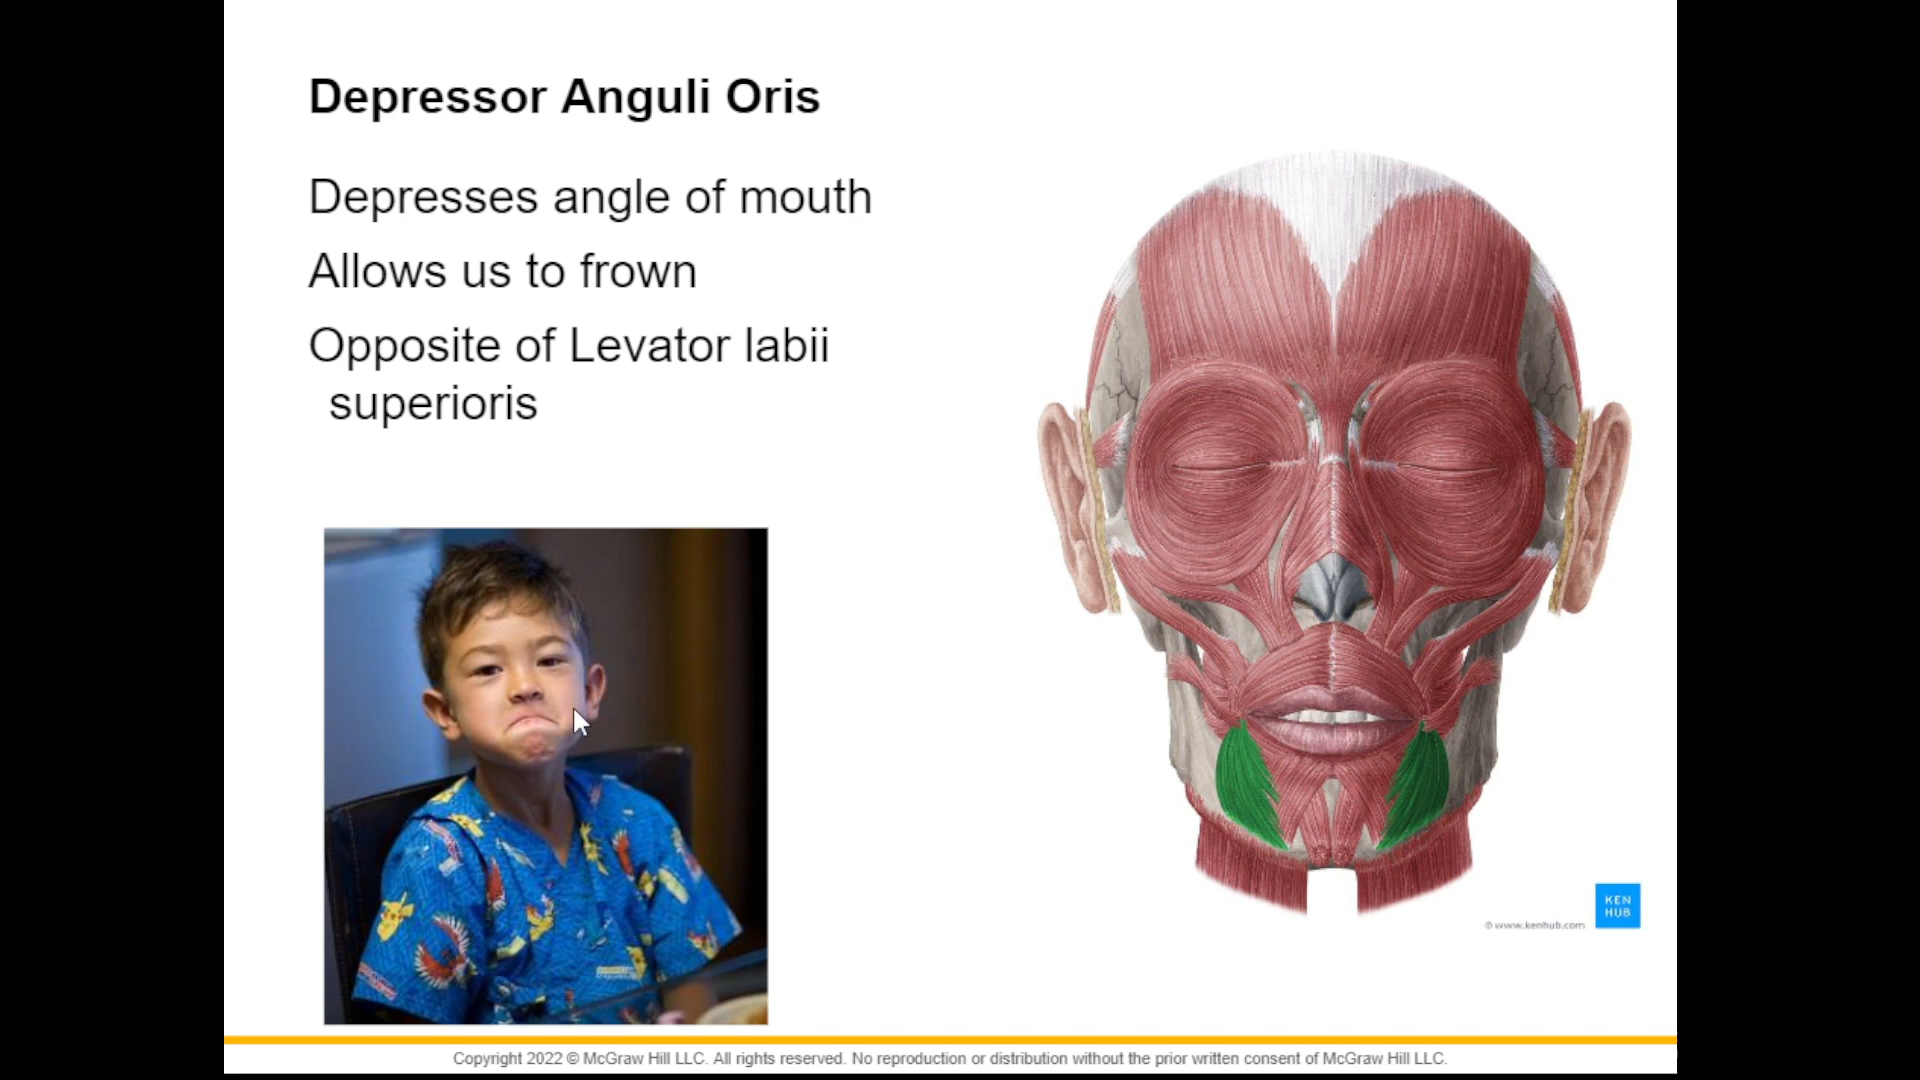 Depressor Anguli Oris
Depresses angle of mouth
Allows us to frown
Opposite of Levator labii
superioris
KEN
HUB
© www.kenhub.com
Copyright 2022 © McGraw Hill LLC. All rights reserved. No reproduction or distribution without the prior written consent of McGraw Hill LLC.